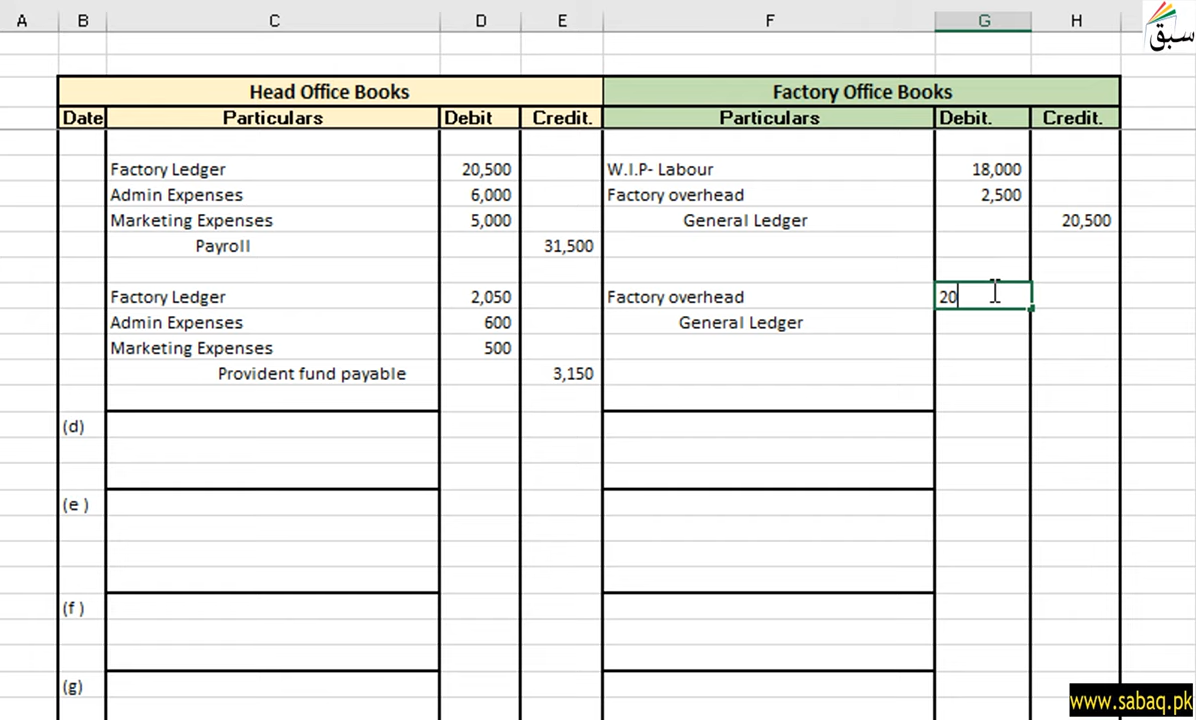 A B C D E F G H
سبق
Head Office Books Factory Office Books
Date Particulars Debit Credit. Particulars Debit. Credit.
Factory Ledger 20,500 W.I.P- Labour 18,000
Admin Expenses 6,000 Factory overhead 2,500
Marketing Expenses 5,000 General Ledger 20,500
Payroll 31,500
Factory Ledger 2,050 Factory overhead 20
Admin Expenses 600 General Ledger
Marketing Expenses 500
Provident fund payable 3,150
(d)
(e )
(f )
(g)
www.sabaq.pk